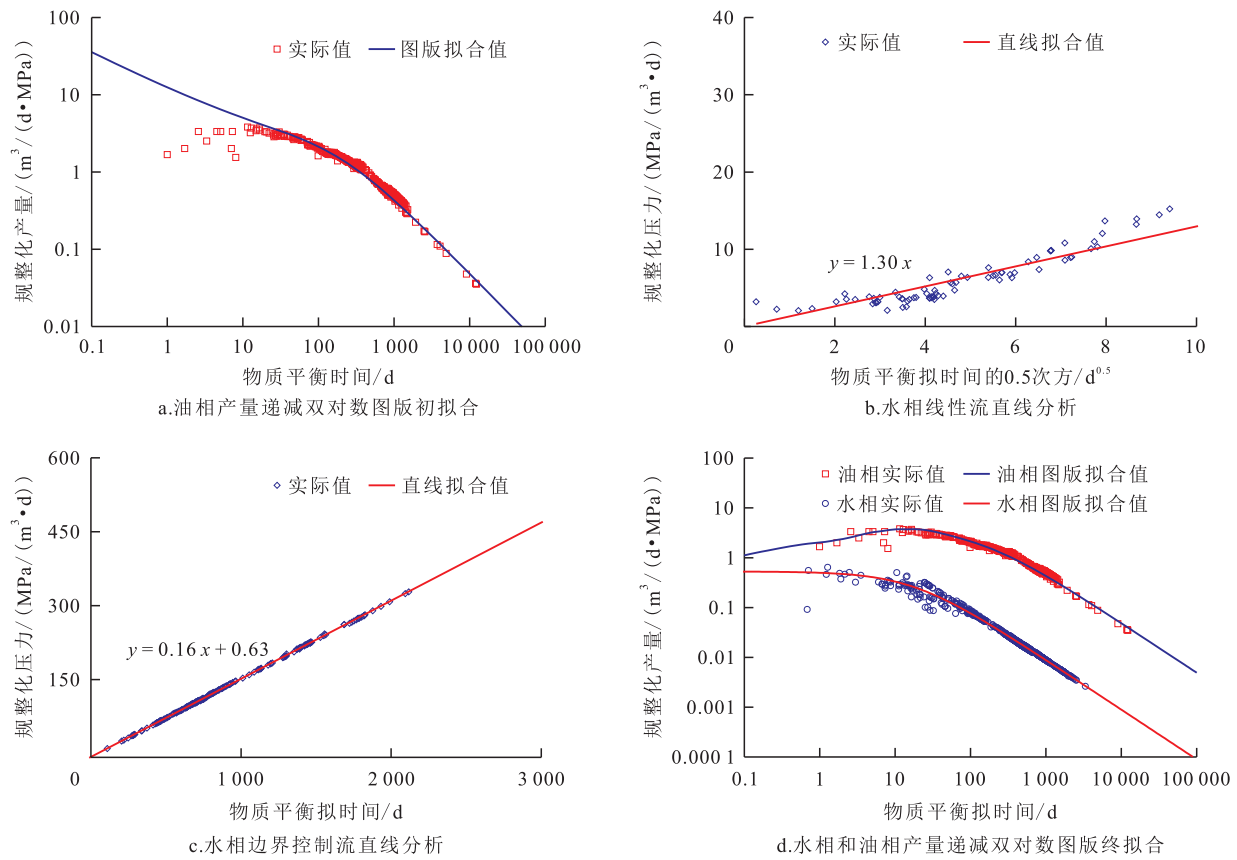 100
10
1
0.1
0.01
规整化产量/(m³/(d•MPa))
实际值 图版拟合值
0.1 1 10 100 1 000 10 000 100 000
物质平衡时间/d
a.油相产量递减双对数图版初拟合
40
30
20
10
规整化压力/(MPa/(m³•d))
实际值 直线拟合值
y = 1.30 x
0 2 4 6 8 10
物质平衡拟时间的0.5次方/d⁰·⁵
b.水相线性流直线分析
600
450
300
150
规整化压力/(MPa/(m³•d))
实际值 直线拟合值
y = 0.16 x + 0.63
0 1 000 2 000 3 000
物质平衡拟时间/d
c.水相边界控制流直线分析
100
10
1
0.1
0.01
0.001
0.000 1
规整化产量/(m³/(d•MPa))
油相实际值 油相图版拟合值
水相实际值 水相图版拟合值
0.1 1 10 100 1 000 10 000 100 000
物质平衡拟时间/d
d.水相和油相产量递减双对数图版终拟合